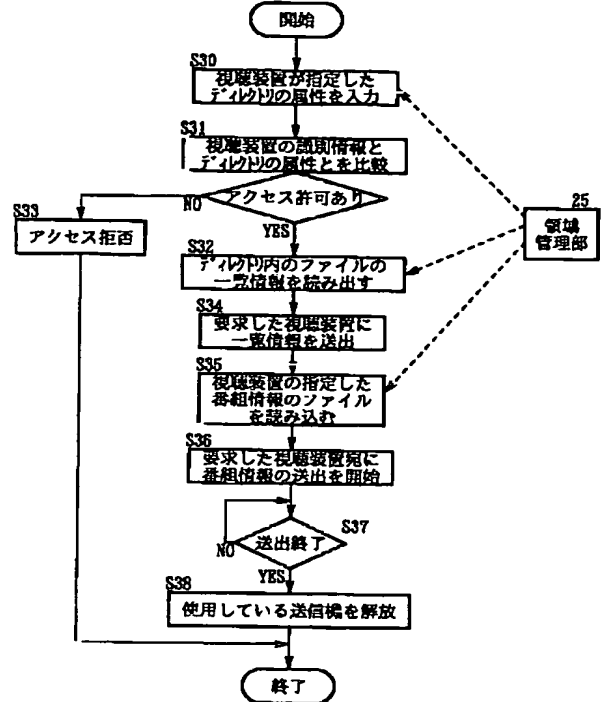 開始
S30
視聴装置が指定した
ディレクトリの属性を入力
S31
視聴装置の識別情報と
ディレクトリの属性とを比較
アクセス許可あり
NO
YES
S33
アクセス拒否
25
領域
管理部
S32
ディレクトリ内のファイルの
一覧情報を読み出す
S34
要求した視聴装置に
一覧情報を送出
S35
視聴装置の指定した
番組情報のファイル
を読み込む
S36
要求した視聴装置宛に
番組情報の送出を開始
S37
送出終了
NO
YES
S38
使用している送信機を解放
終了